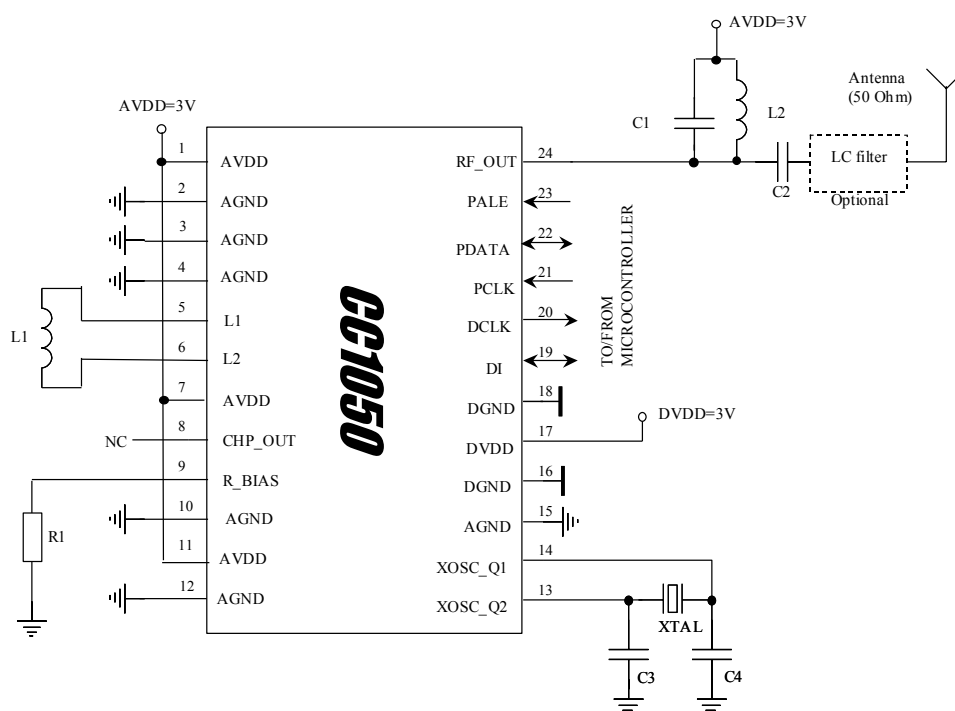 AVDD=3V
Antenna
(50 Ohm)
AVDD=3V
C1
L2
LC filter
Optional
C2
1
AVDD
2
AGND
3
AGND
4
AGND
5
L1
L1
6
L2
7
AVDD
NC
8
CHP_OUT
9
R_BIAS
R1
10
AGND
11
AVDD
12
AGND
CC1050
RF_OUT
24
PALE
23
PDATA
22
PCLK
21
DCLK
20
DI
19
TO/FROM
MICROCONTROLLER
DGND
18
DVDD
17
DVDD=3V
DGND
16
AGND
15
XOSC_Q1
14
XOSC_Q2
13
XTAL
C3
C4